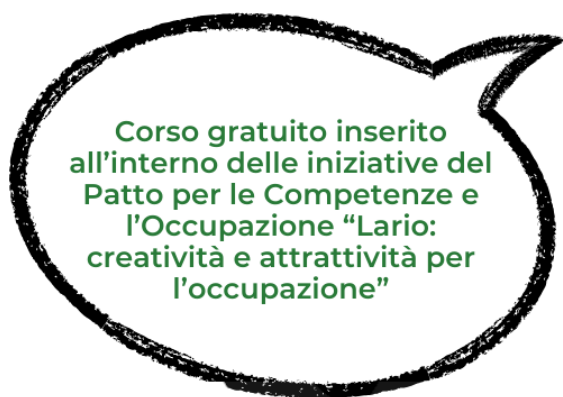 Corso gratuito inserito
all’interno delle iniziative del
Patto per le Competenze e
l’Occupazione “Lario:
creatività e attrattività per
l’occupazione”